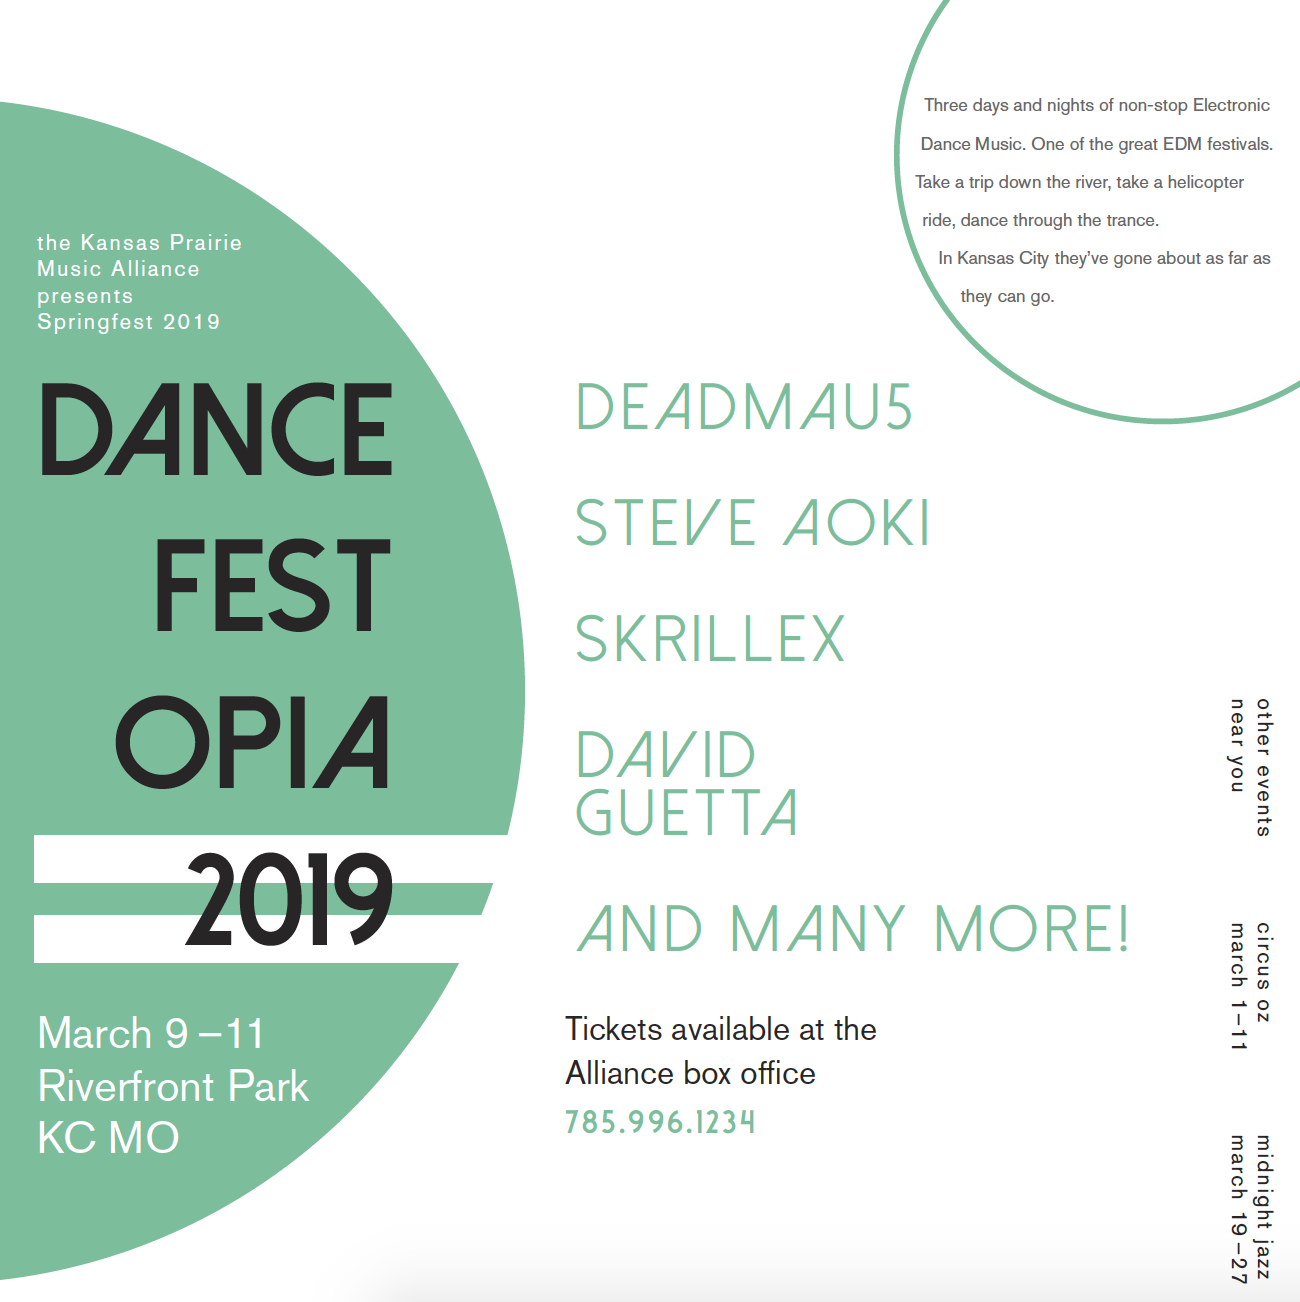 Three days and nights of non-stop Electronic
Dance Music. One of the great EDM festivals.
Take a trip down the river, take a helicopter
ride, dance through the trance.
In Kansas City they've gone about as far as
they can go.
the Kansas Prairie
Music Alliance
presents
Springfest 2019
DANCE
FEST
OPIA
2019
March 9–11
Riverfront Park
KC MO
DEADMAU5
STEVE AOKI
SKRILLEX
DAVID
GUETTA
AND MANY MORE!
Tickets available at the
Alliance box office
785.996.1234
other events
near you
circus oz
march 1–11
midnight jazz
march 19–27